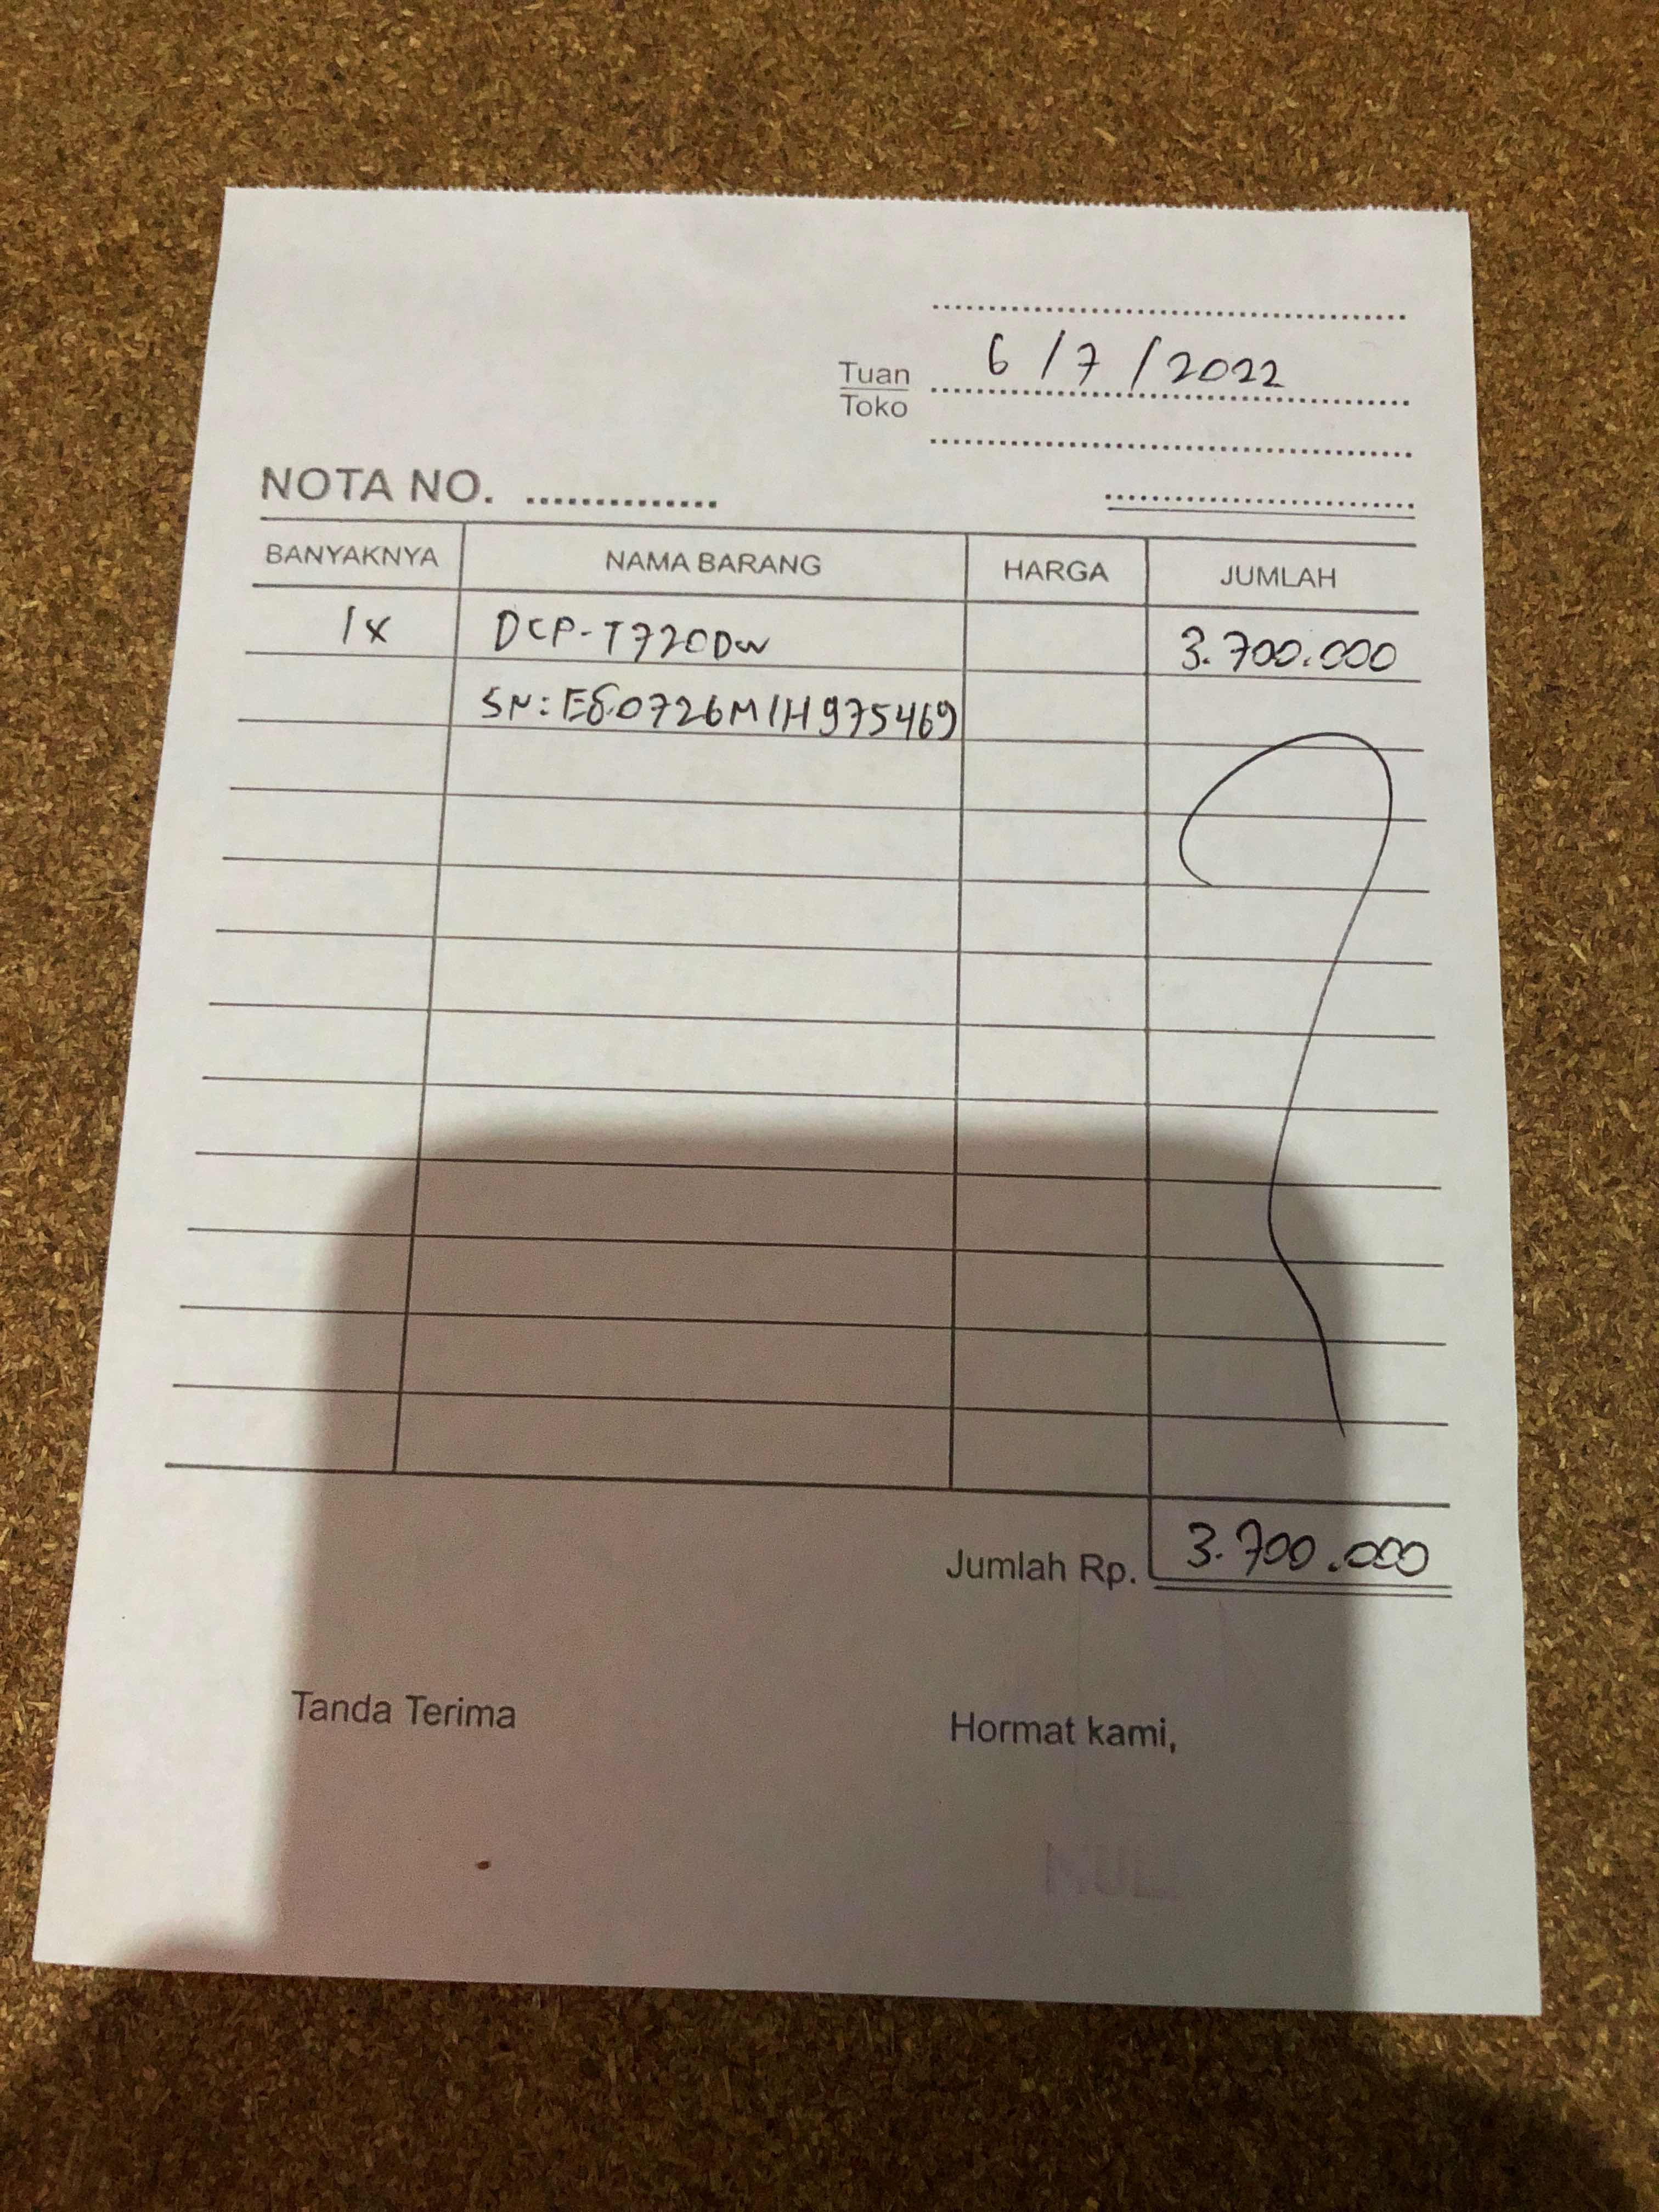 6/7/2022
Tuan
Toko
NOTA NO. ..............
BANYAKNYA NAMA BARANG HARGA JUMLAH
1x DCP-T720DW 3.700.000
SN: E80726M1H975469
Jumlah Rp. 3.700.000
Tanda Terima Hormat kami,